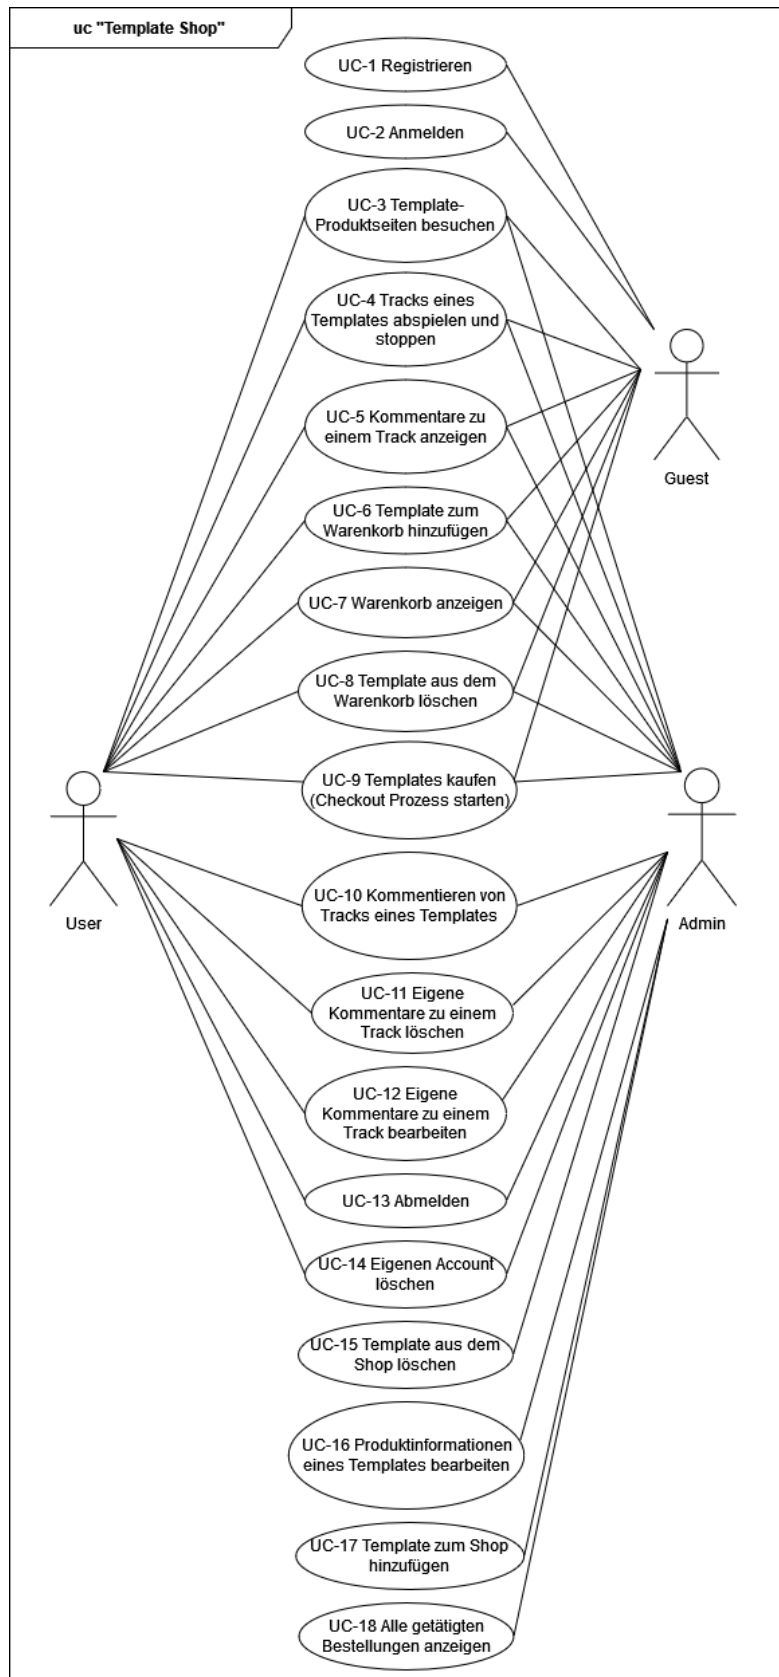 uc "Template Shop"
UC-1 Registrieren
UC-2 Anmelden
UC-3 Template-
Produktseiten besuchen
UC-4 Tracks eines
Templates abspielen und
stoppen
UC-5 Kommentare zu
einem Track anzeigen
Guest
UC-6 Template zum
Warenkorb hinzufügen
UC-7 Warenkorb anzeigen
UC-8 Template aus dem
Warenkorb löschen
UC-9 Templates kaufen
(Checkout Prozess starten)
UC-10 Kommentieren von
Tracks eines Templates
User
Admin
UC-11 Eigene
Kommentare zu einem
Track löschen
UC-12 Eigene
Kommentare zu einem
Track bearbeiten
UC-13 Abmelden
UC-14 Eigenen Account
löschen
UC-15 Template aus dem
Shop löschen
UC-16 Produktinformationen
eines Templates bearbeiten
UC-17 Template zum Shop
hinzufügen
UC-18 Alle getätigten
Bestellungen anzeigen